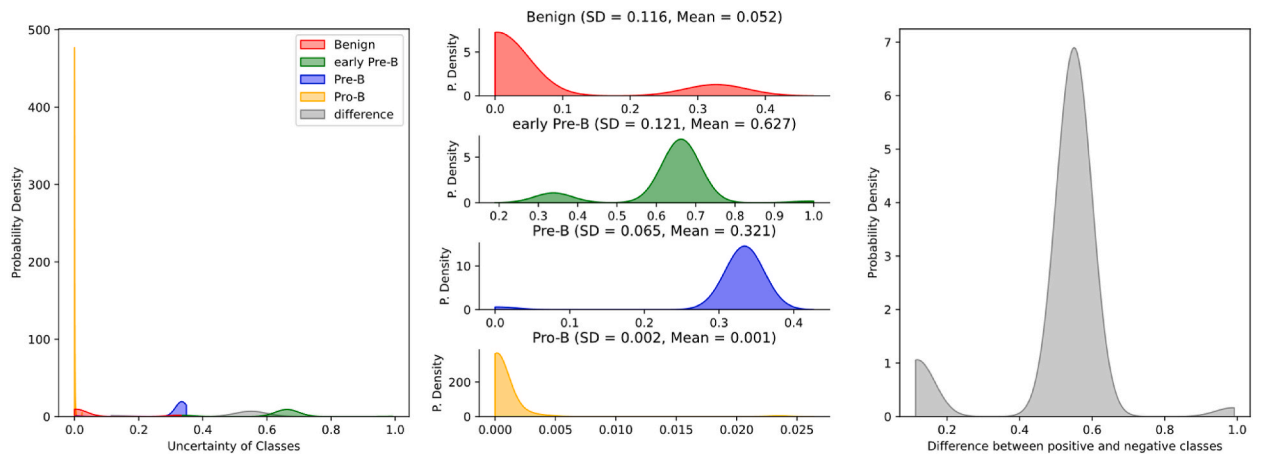 500
400
300
200
100
0
Probability Density
0.0 0.2 0.4 0.6 0.8 1.0
Uncertainty of Classes
Benign
early Pre-B
Pre-B
Pro-B
difference
Benign (SD = 0.116, Mean = 0.052)
P. Density
5
0
0.0 0.1 0.2 0.3 0.4
early Pre-B (SD = 0.121, Mean = 0.627)
P. Density
5
0
0.2 0.3 0.4 0.5 0.6 0.7 0.8 0.9 1.0
Pre-B (SD = 0.065, Mean = 0.321)
P. Density
10
0
0.0 0.1 0.2 0.3 0.4
Pro-B (SD = 0.002, Mean = 0.001)
P. Density
200
0
0.000 0.005 0.010 0.015 0.020 0.025
7
6
5
4
3
2
1
0
Probability Density
0.2 0.4 0.6 0.8 1.0
Difference between positive and negative classes